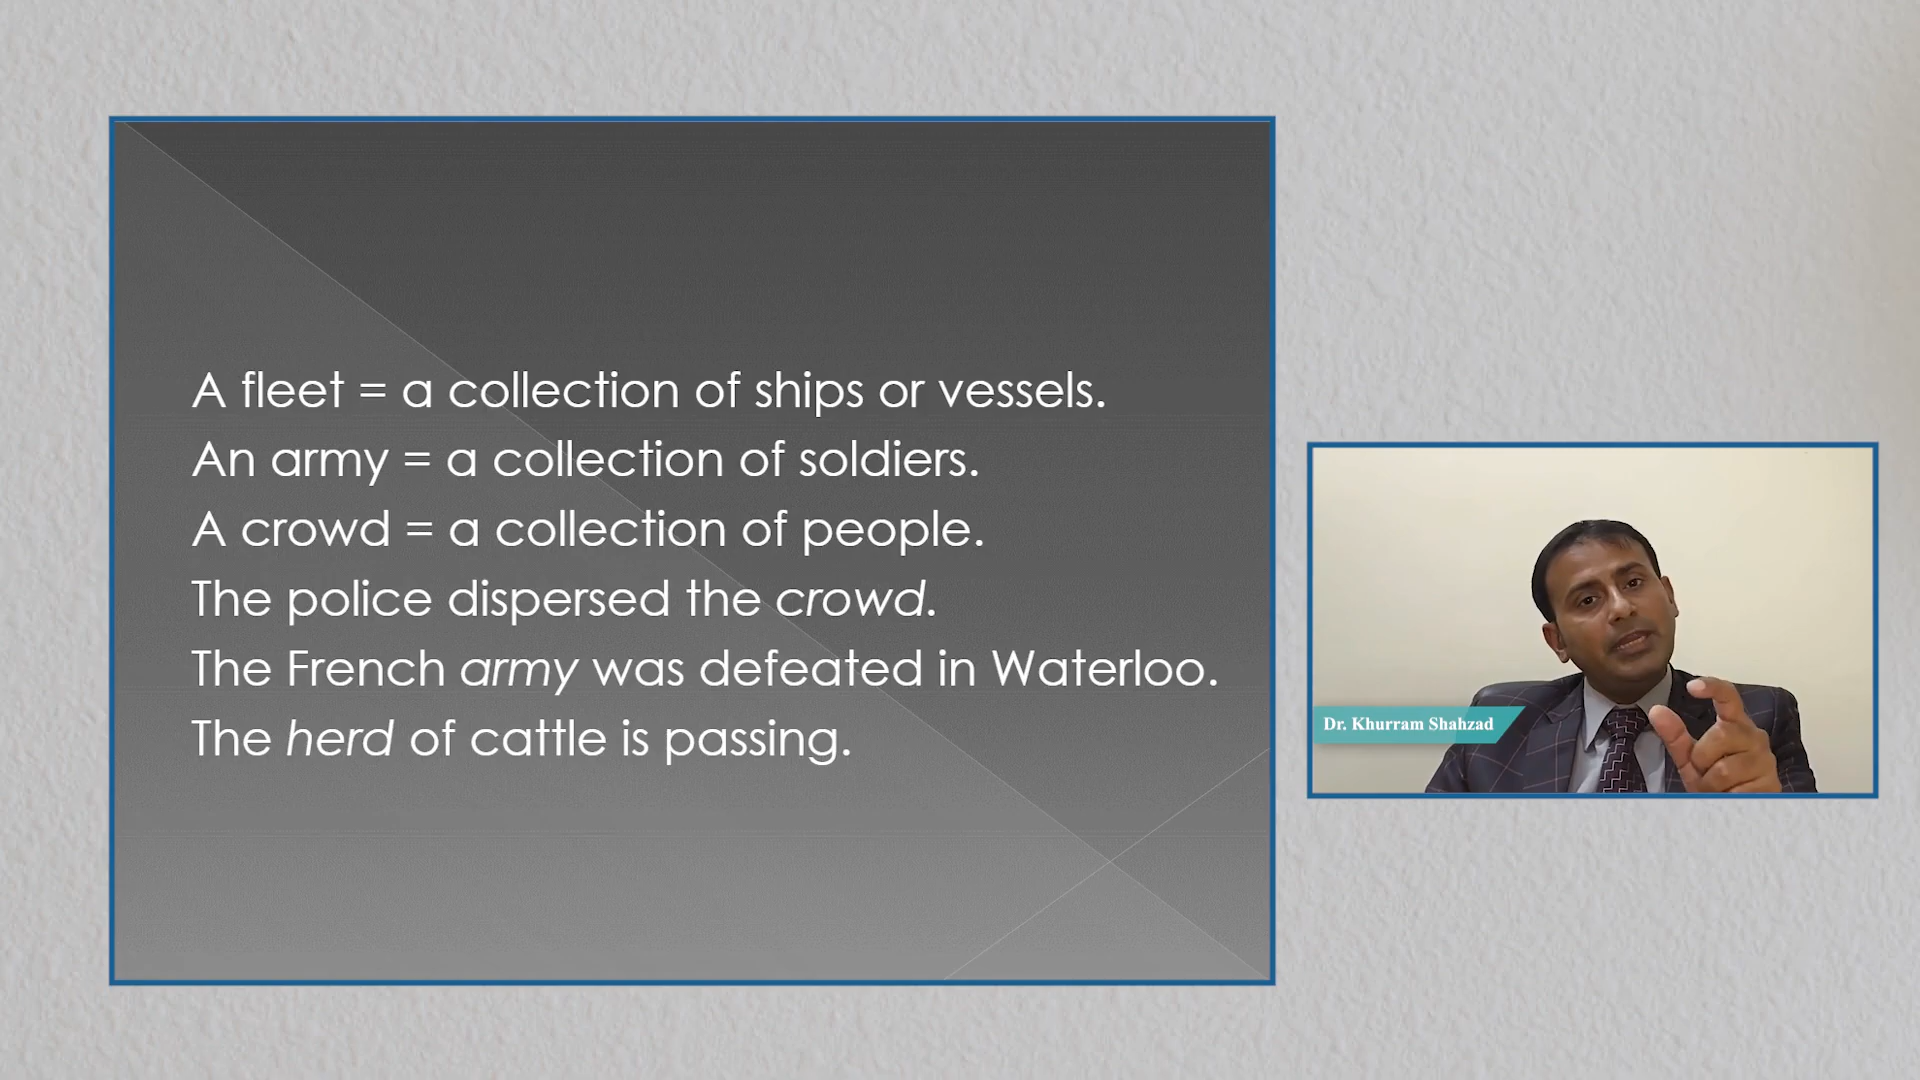 A fleet = a collection of ships or vessels.
An army = a collection of soldiers.
A crowd = a collection of people.
The police dispersed the crowd.
The French army was defeated in Waterloo.
The herd of cattle is passing.
Dr. Khurram Shahzad